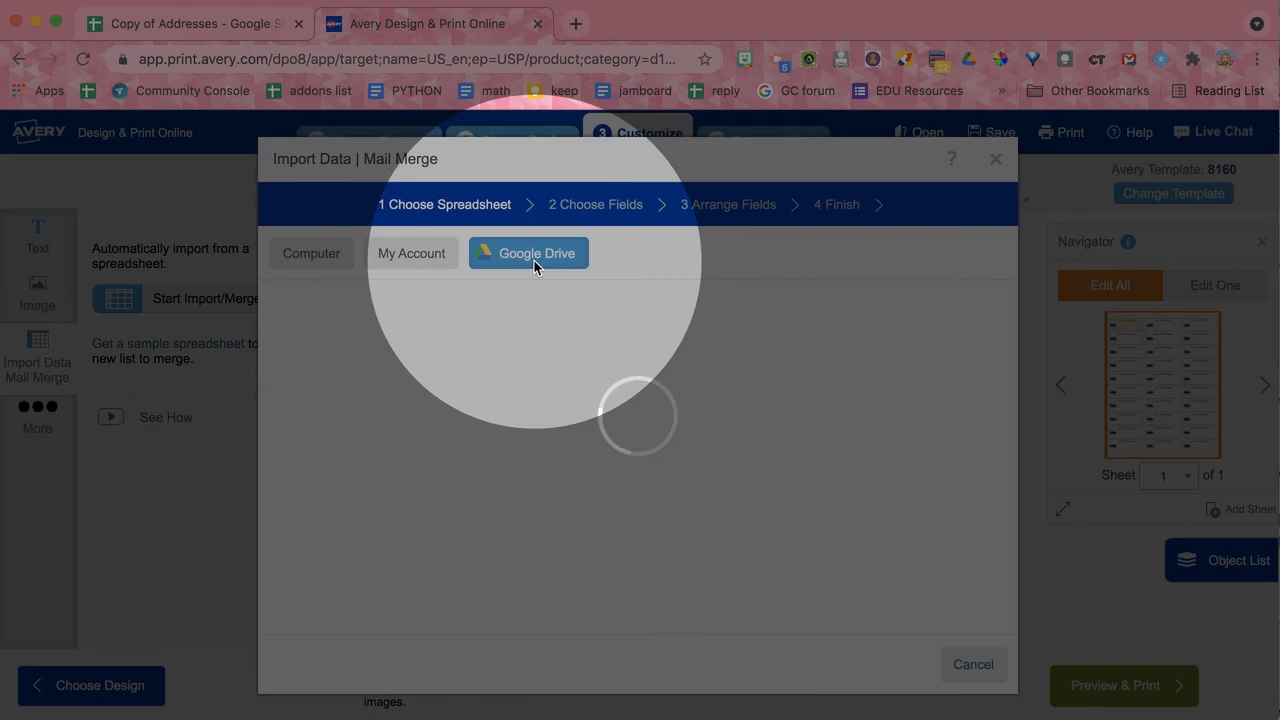 Copy of Addresses - Google S
Avery Design & Print Online
app.print.avery.com/dpo8/app/target;name=US_en;ep=USP/product;category=d1...
5
22
CT
Apps
Community Console
addons list
PYTHON
math
keep
jamboard
reply
GC forum
EDU Resources
»
Other Bookmarks
Reading List
AVERY
Design & Print Online
3 Customize
Open
Save
Print
Help
Live Chat
Import Data | Mail Merge
?
Avery Template: 8160
Change Template
1 Choose Spreadsheet
2 Choose Fields
3 Arrange Fields
4 Finish
Computer
My Account
Google Drive
Text
Image
Import Data
Mail Merge
More
Automatically import from a
spreadsheet.
Start Import/Merge
Get a sample spreadsheet to
new list to merge.
See How
Navigator
Edit All
Edit One
Sheet 1 of 1
Add Sheet
Object List
Cancel
Choose Design
Preview & Print
images.